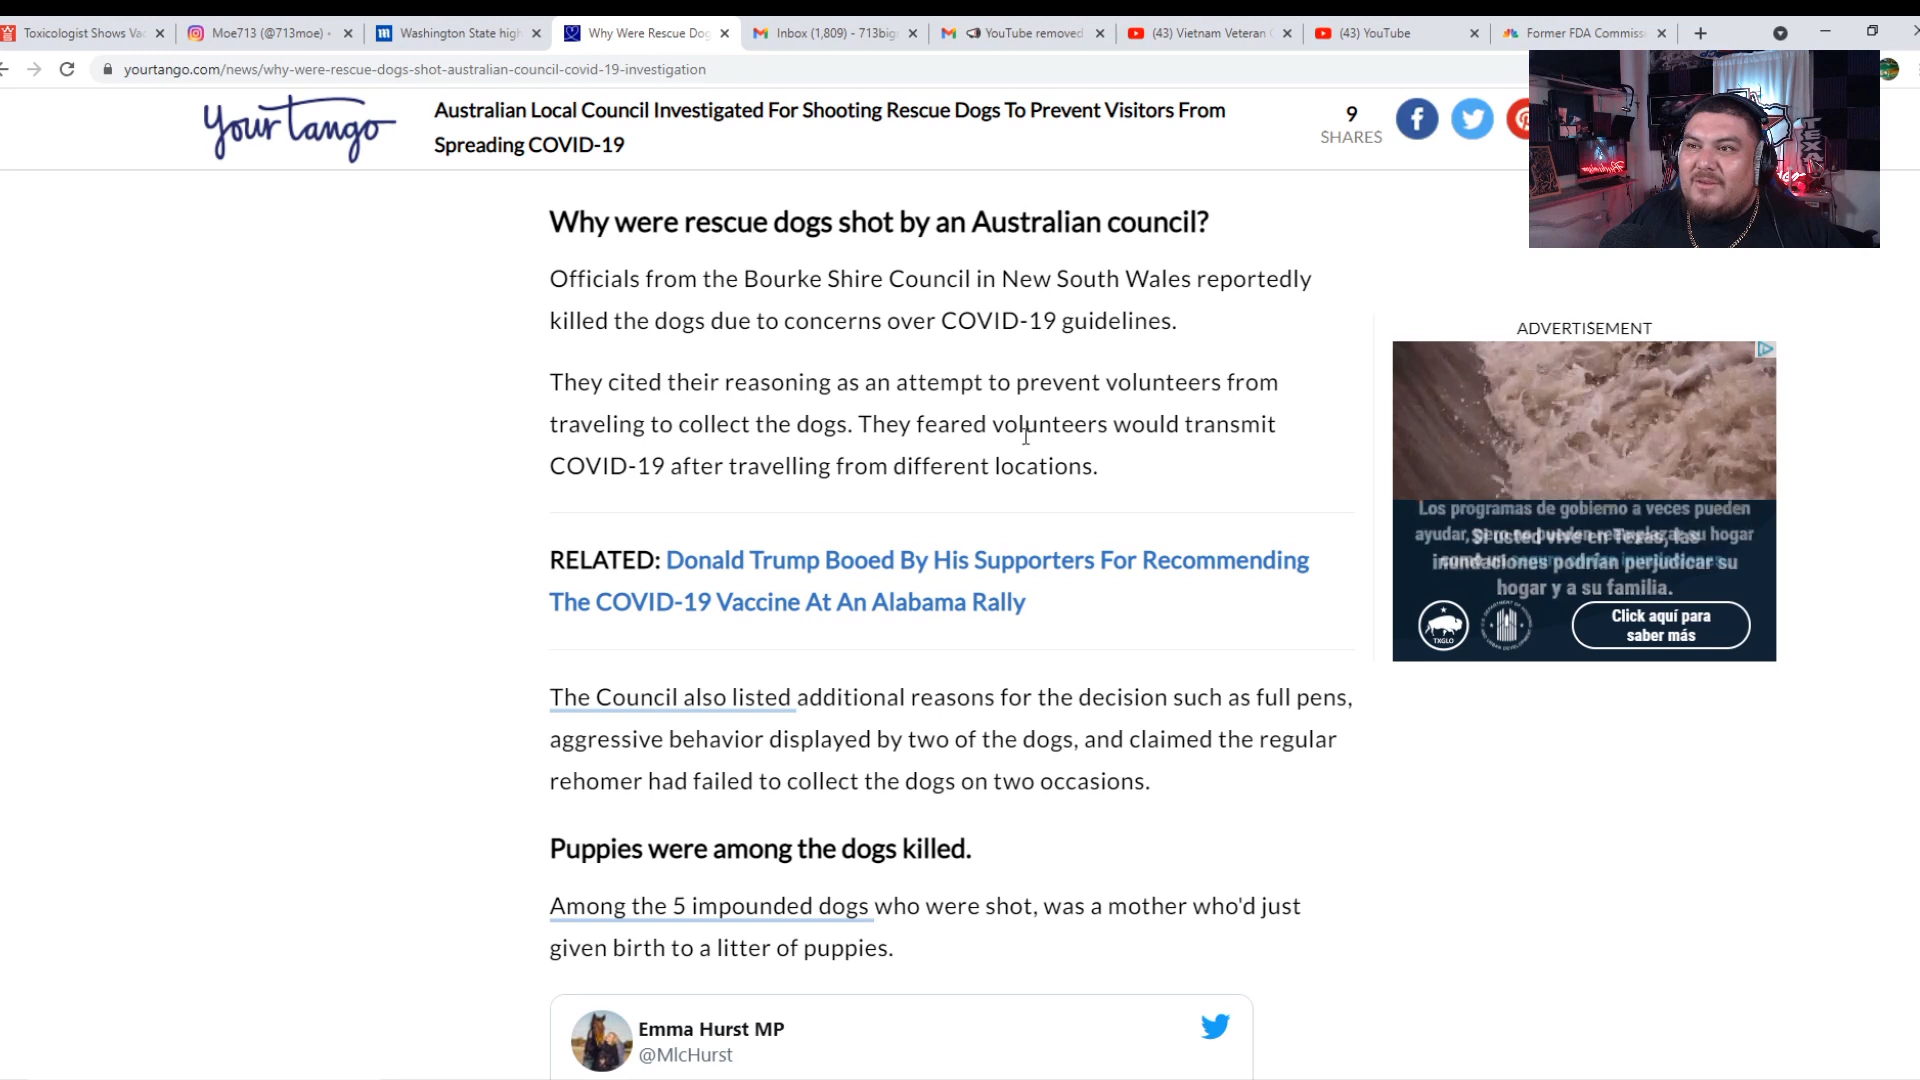 Toxicologist Shows Va
Moe713 (@713moe) •
Washington State high
Why Were Rescue Dog
Inbox (1,809) - 713big
YouTube removed
(43) Vietnam Veteran
(43) YouTube
Former FDA Commiss
yourtango.com/news/why-were-rescue-dogs-shot-australian-council-covid-19-investigation
yourtango
Australian Local Council Investigated For Shooting Rescue Dogs To Prevent Visitors From
Spreading COVID-19
9
SHARES
Why were rescue dogs shot by an Australian council?
Officials from the Bourke Shire Council in New South Wales reportedly
killed the dogs due to concerns over COVID-19 guidelines.
They cited their reasoning as an attempt to prevent volunteers from
traveling to collect the dogs. They feared volunteers would transmit
COVID-19 after travelling from different locations.
RELATED: Donald Trump Booed By His Supporters For Recommending
The COVID-19 Vaccine At An Alabama Rally
The Council also listed additional reasons for the decision such as full pens,
aggressive behavior displayed by two of the dogs, and claimed the regular
rehomer had failed to collect the dogs on two occasions.
Puppies were among the dogs killed.
Among the 5 impounded dogs who were shot, was a mother who'd just
given birth to a litter of puppies.
Emma Hurst MP
@MlcHurst
ADVERTISEMENT
Los programas de gobierno a veces pueden
ayudar, su hogar
Si usted vive en Texas, las
inundaciones podrían perjudicar su
hogar y a su familia.
TXGLO
Click aquí para
saber más